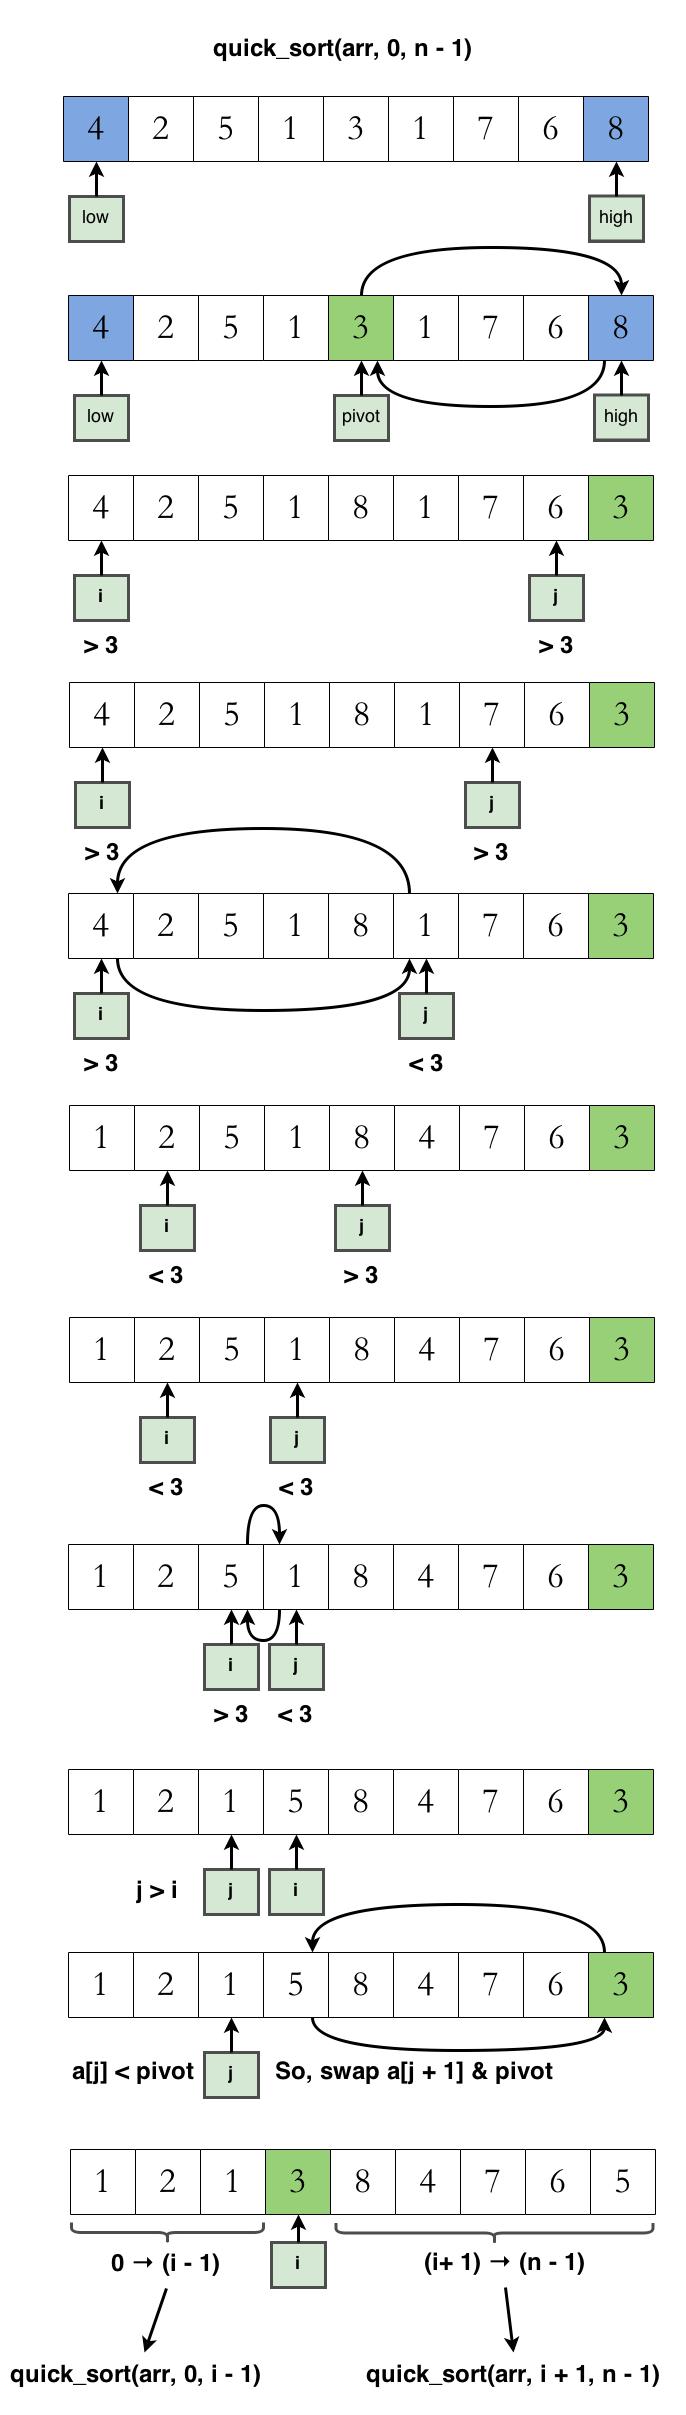 quick_sort(arr, 0, n - 1)
4 2 5 1 3 1 7 6 8
low high
4 2 5 1 3 1 7 6 8
low pivot high
4 2 5 1 8 1 7 6 3
i j
> 3 > 3
4 2 5 1 8 1 7 6 3
i j
> 3 > 3
4 2 5 1 8 1 7 6 3
i j
> 3 < 3
1 2 5 1 8 4 7 6 3
i j
< 3 > 3
1 2 5 1 8 4 7 6 3
i j
< 3 < 3
1 2 5 1 8 4 7 6 3
i j
> 3 < 3
1 2 1 5 8 4 7 6 3
j > i j i
1 2 1 5 8 4 7 6 3
a[j] < pivot j So, swap a[j + 1] & pivot
1 2 1 3 8 4 7 6 5
0 → (i - 1) i (i+ 1) → (n - 1)
quick_sort(arr, 0, i - 1) quick_sort(arr, i + 1, n - 1)